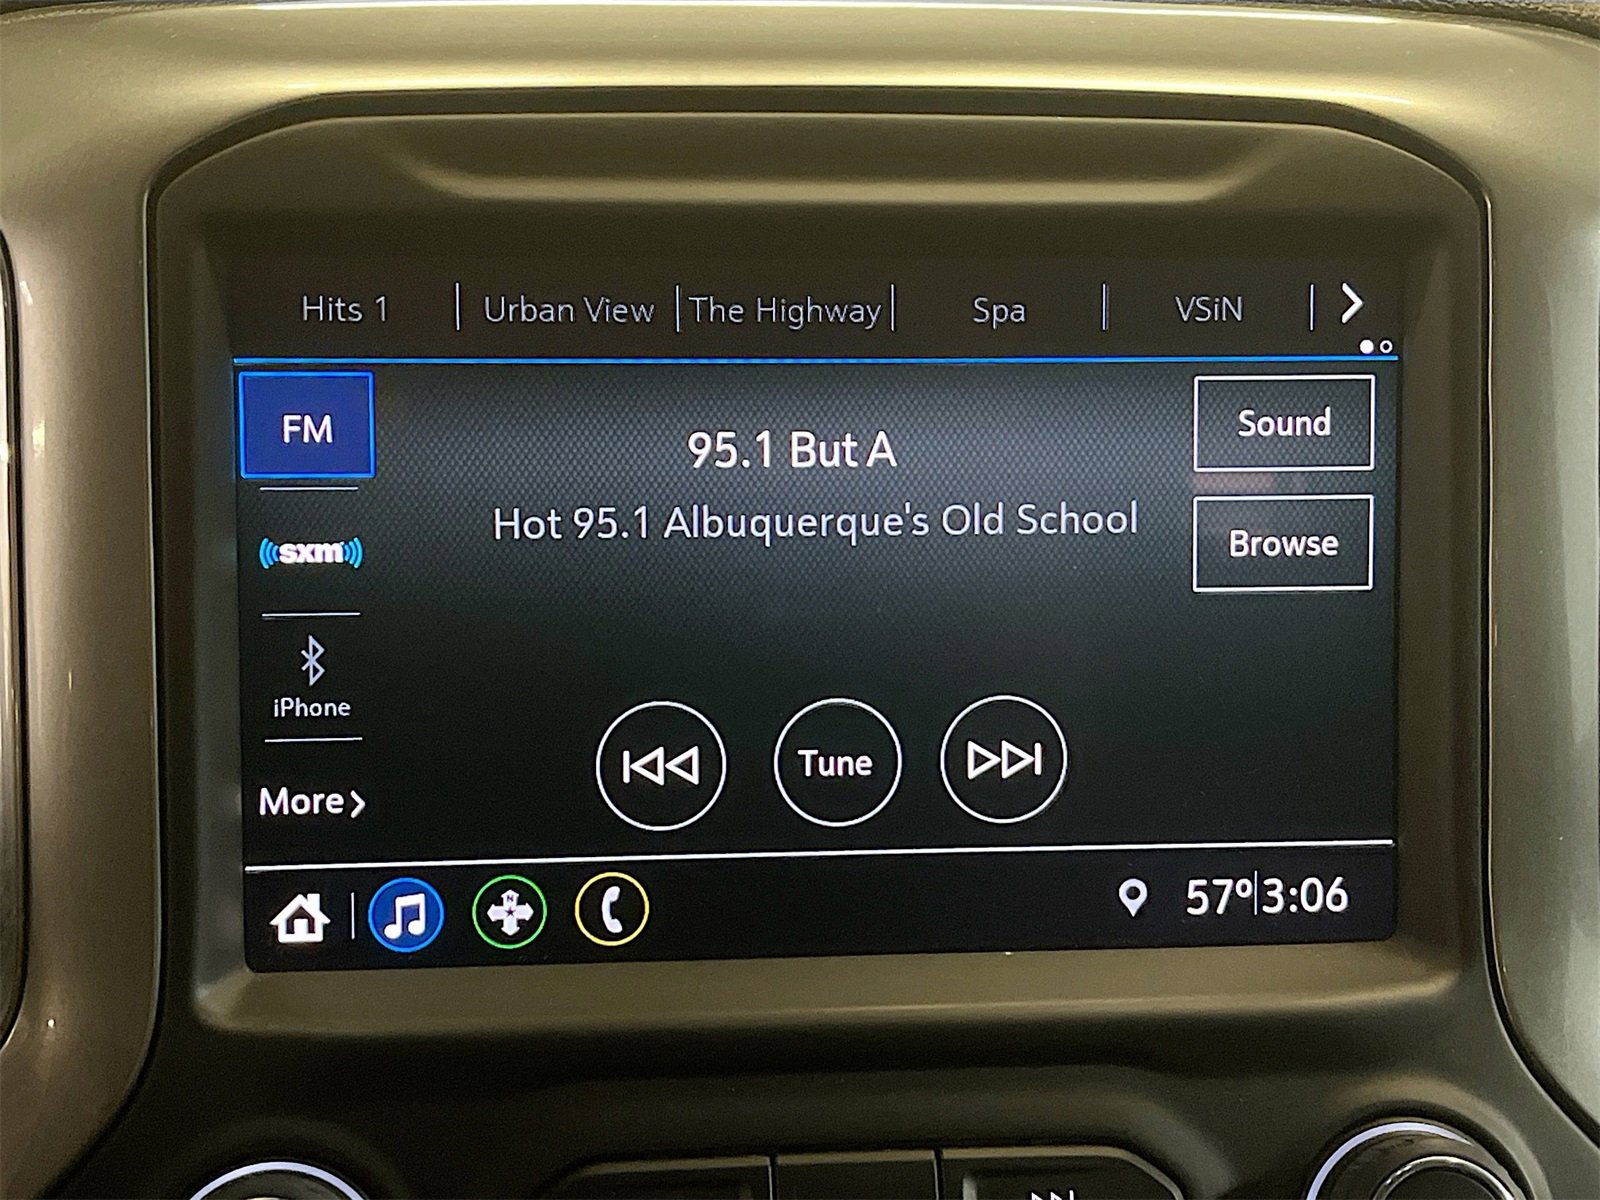 Hits 1 Urban View The Highway Spa VSiN
FM
95.1 But A
Sound
Hot 95.1 Albuquerque's Old School
Browse
sxm
iPhone
More
Tune
N
57° 3:06